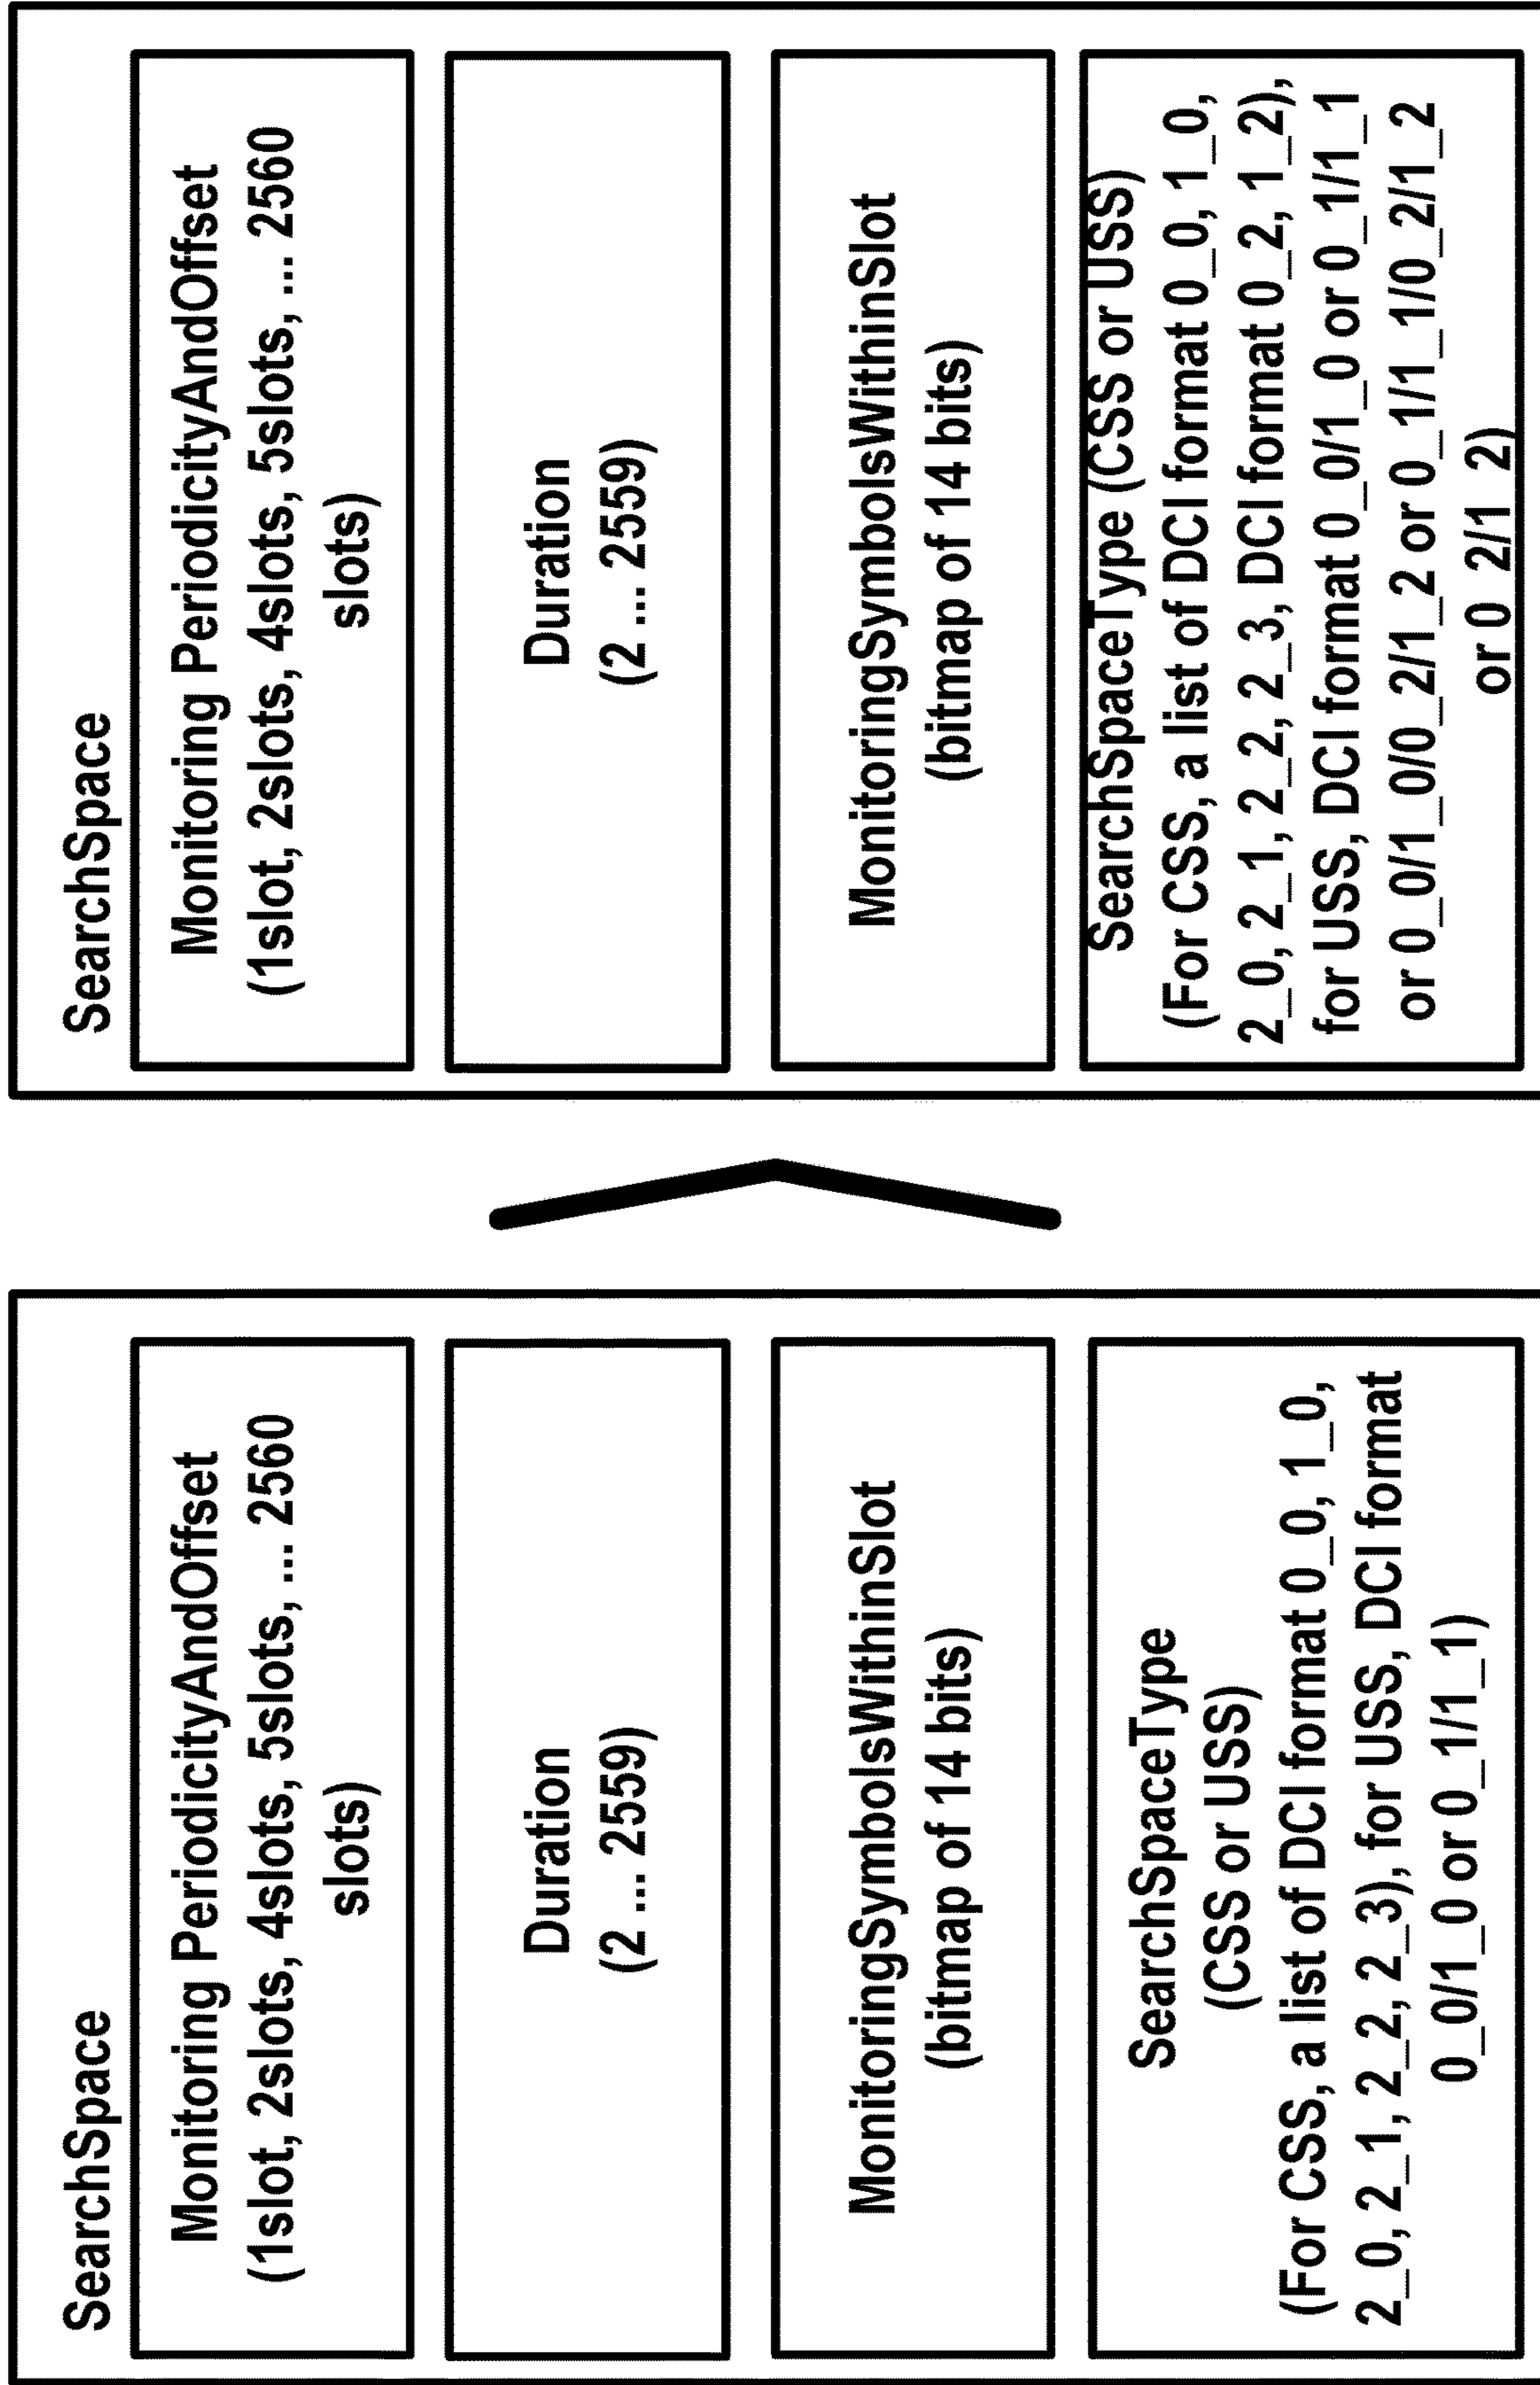 SearchSpace
Monitoring PeriodicityAndOffset
(1slot, 2slots, 4slots, 5slots, ... 2560
slots)
Duration
(2 ... 2559)
MonitoringSymbolsWithinSlot
(bitmap of 14 bits)
SearchSpaceType
(CSS or USS)
(For CSS, a list of DCI format 0_0, 1_0,
2_0, 2_1, 2_2, 2_3), for USS, DCI format
0_0/1_0 or 0_1/1_1)
SearchSpace
Monitoring PeriodicityAndOffset
(1slot, 2slots, 4slots, 5slots, ... 2560
slots)
Duration
(2 ... 2559)
MonitoringSymbolsWithinSlot
(bitmap of 14 bits)
SearchSpaceType (CSS or USS)
(For CSS, a list of DCI format 0_0, 1_0,
2_0, 2_1, 2_2, 2_3, DCI format 0_2, 1_2),
for USS, DCI format 0_0/1_0 or 0_1/1_1
or 0_0/1_0/0_2/1_2 or 0_1/1_1/0_2/1_2
or 0 2/1 2)